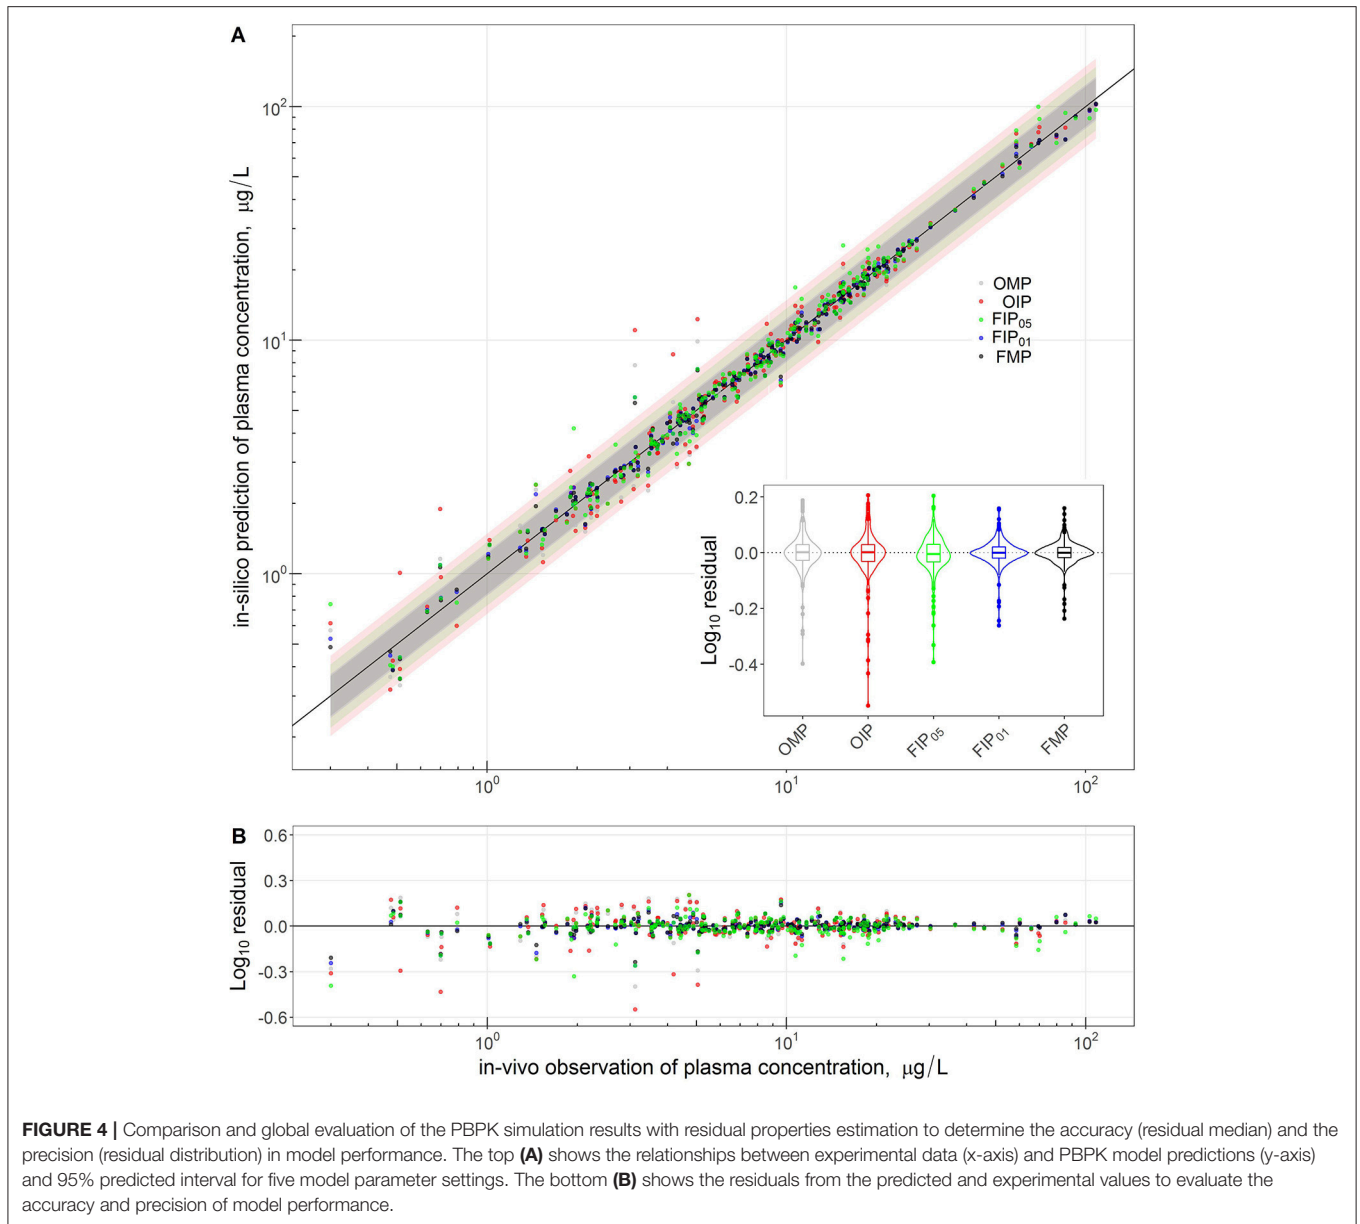 A
in-silico prediction of plasma concentration, μg/L
10²
10¹
10⁰
OMP
OIP
FIP₀₅
FIP₀₁
FMP
Log₁₀ residual
0.2
0.0
-0.2
-0.4
OMP
OIP
FIP₀₅
FIP₀₁
FMP
10⁰
10¹
10²
B
Log₁₀ residual
0.6
0.3
0.0
-0.3
-0.6
10⁰
10¹
10²
in-vivo observation of plasma concentration, μg/L
FIGURE 4 | Comparison and global evaluation of the PBPK simulation results with residual properties estimation to determine the accuracy (residual median) and the
precision (residual distribution) in model performance. The top (A) shows the relationships between experimental data (x-axis) and PBPK model predictions (y-axis)
and 95% predicted interval for five model parameter settings. The bottom (B) shows the residuals from the predicted and experimental values to evaluate the
accuracy and precision of model performance.